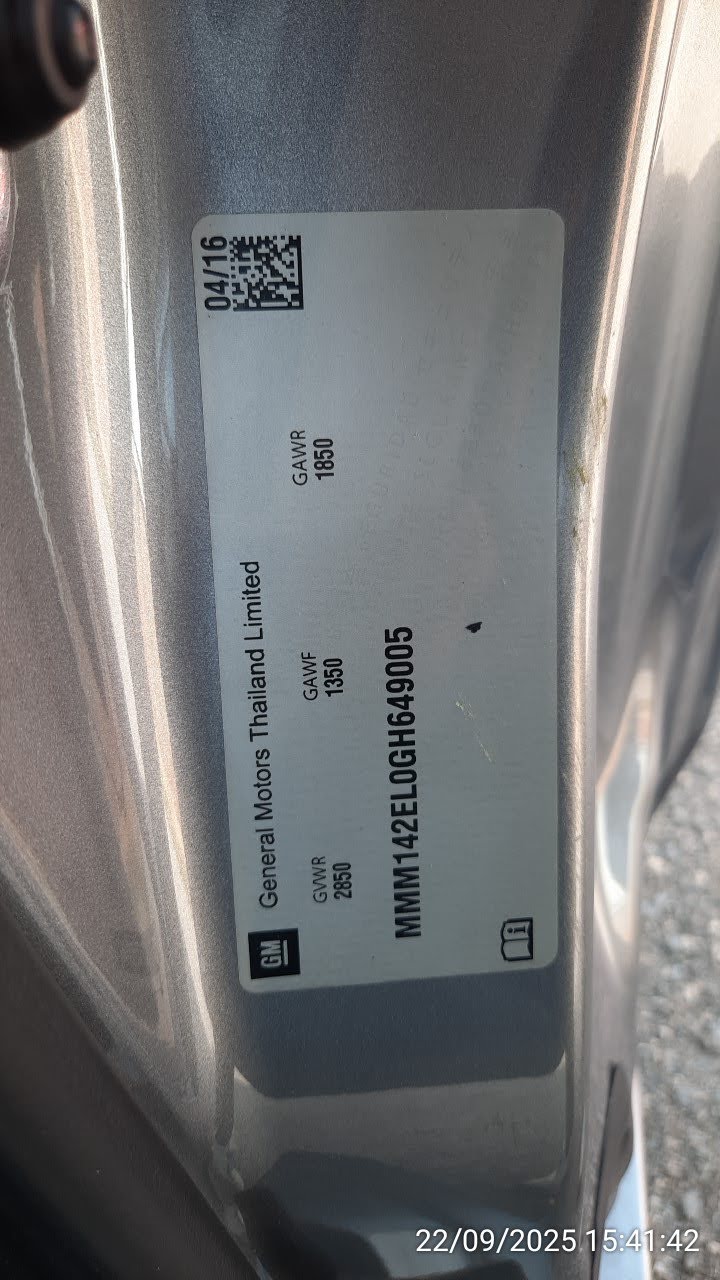 04/16
GM General Motors Thailand Limited
GVWR GAWF GAWR
2850 1350 1850
MMM142EL0GH649005
22/09/2025 15:41:42